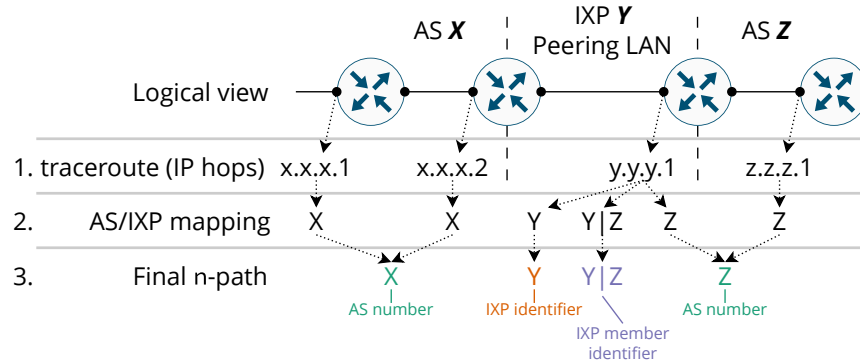 AS X
IXP Y
Peering LAN
AS Z
Logical view
1. traceroute (IP hops) x.x.x.1 x.x.x.2 y.y.y.1 z.z.z.1
2. AS/IXP mapping X X Y Y|Z Z Z
3. Final n-path X Y Y|Z Z
AS number IXP identifier AS number
IXP member
identifier